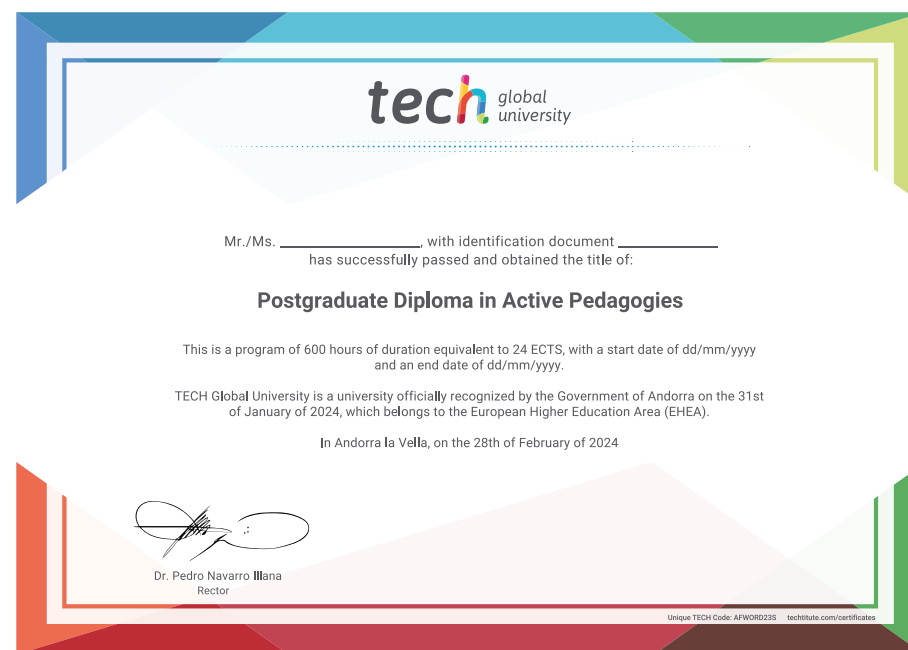 tech global
university
Mr./Ms. ____________, with identification document ____________
has successfully passed and obtained the title of:
Postgraduate Diploma in Active Pedagogies
This is a program of 600 hours of duration equivalent to 24 ECTS, with a start date of dd/mm/yyyy
and an end date of dd/mm/yyyy.
TECH Global University is a university officially recognized by the Government of Andorra on the 31st
of January of 2024, which belongs to the European Higher Education Area (EHEA).
In Andorra la Vella, on the 28th of February of 2024
Dr. Pedro Navarro Illana
Rector
Unique TECH Code: AFWORD23S techtitute.com/certificates